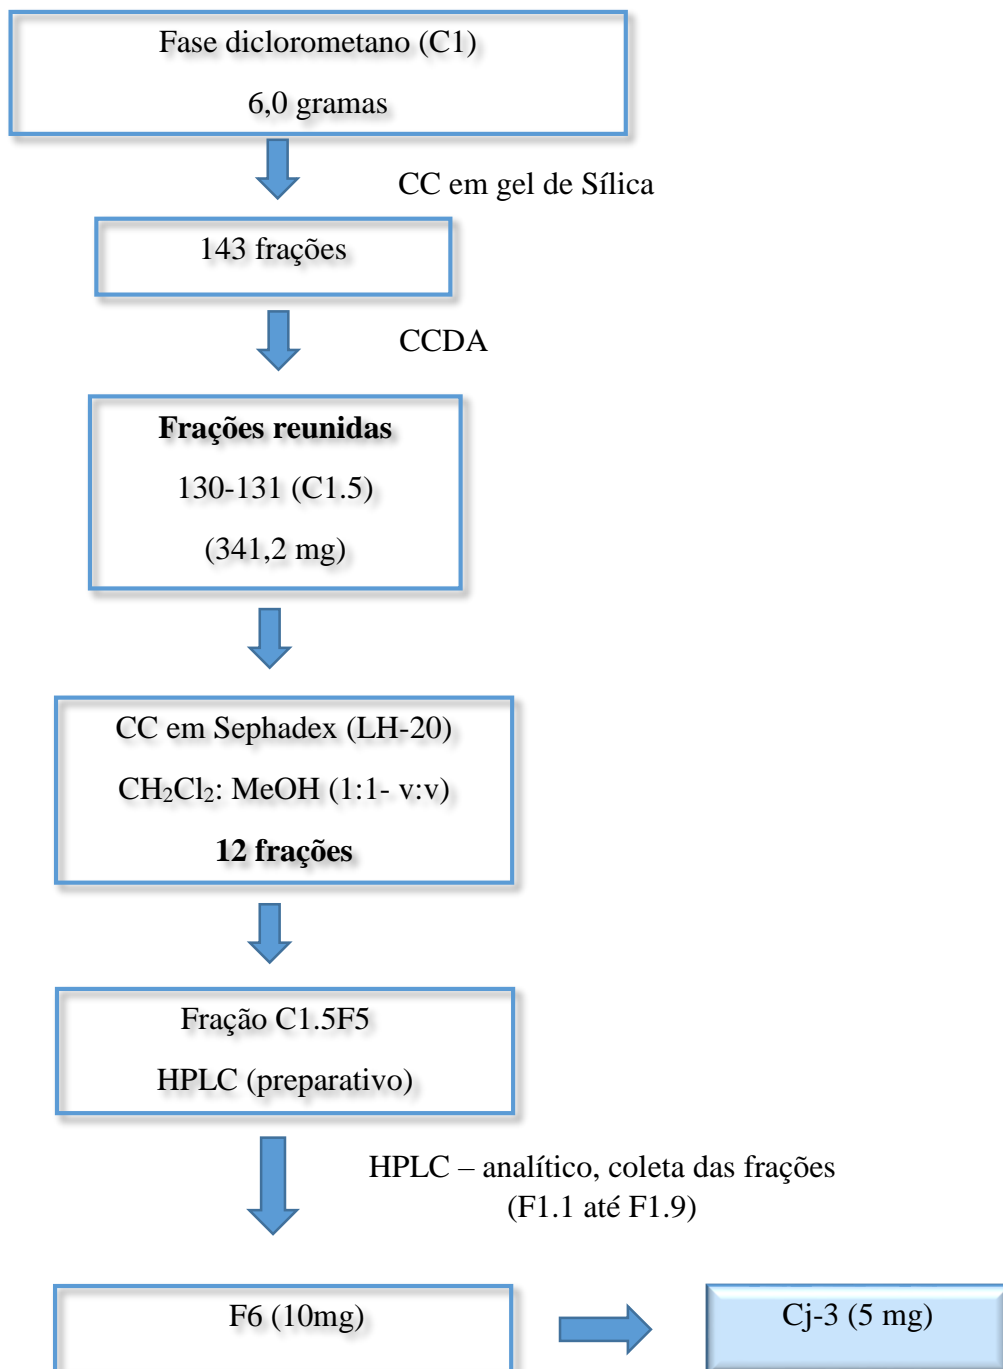 Fase diclorometano (C1)
6,0 gramas
CC em gel de Sílica
143 frações
CCDA
Frações reunidas
130-131 (C1.5)
(341,2 mg)
CC em Sephadex (LH-20)
CH₂Cl₂: MeOH (1:1- v:v)
12 frações
Fração C1.5F5
HPLC (preparativo)
HPLC – analítico, coleta das frações
(F1.1 até F1.9)
F6 (10mg)
Cj-3 (5 mg)